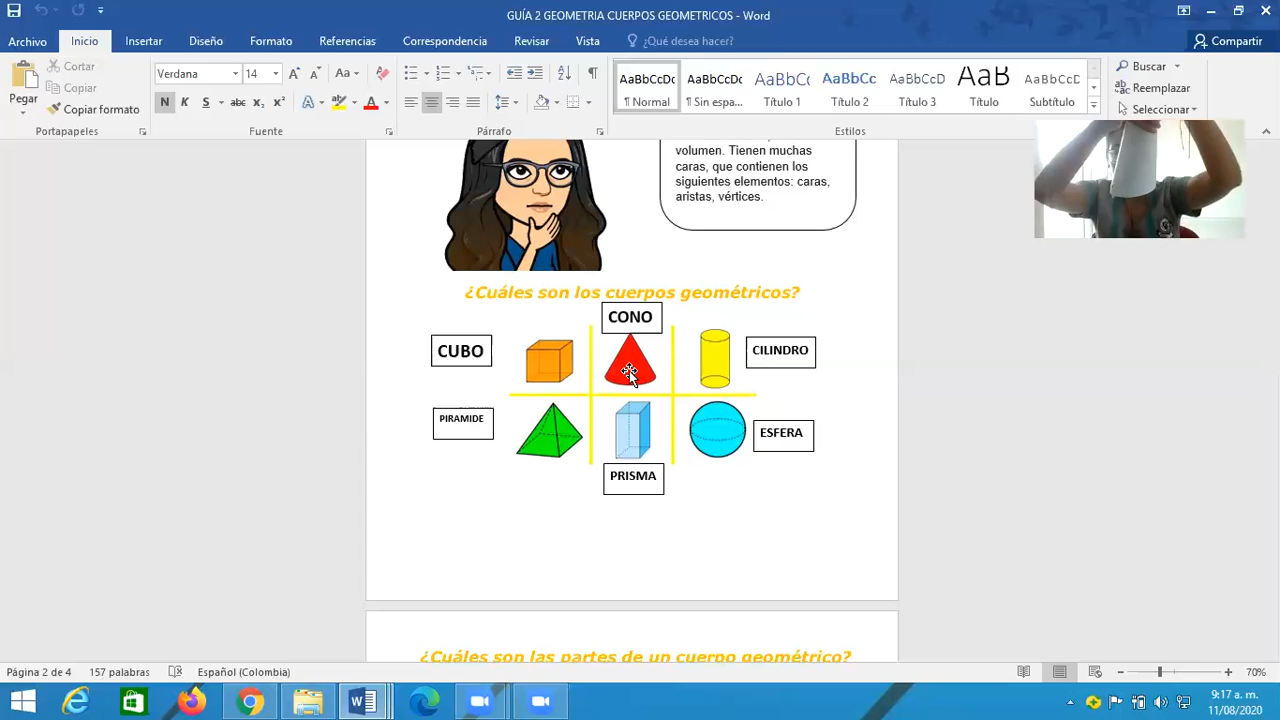 GUÍA 2 GEOMETRIA CUERPOS GEOMETRICOS - Word
Archivo Inicio Insertar Diseño Formato Referencias Correspondencia Revisar Vista ¿Qué desea hacer? Compartir
Pegar
Cortar
Copiar
Copiar formato
Portapapeles
Verdana 14 Aa
N K S abc x₂ x² A A
Fuente
Párrafo
AaBbCcDc AaBbCcDc AaBbC( AaBbCc AaBbCcD AaB AaBbCcD
¶ Normal ¶ Sin espa... Título 1 Título 2 Título 3 Título Subtítulo
Estilos
Buscar
Reemplazar
Seleccionar
volumen. Tienen muchas
caras, que contienen los
siguientes elementos: caras,
aristas, vértices.
¿Cuáles son los cuerpos geométricos?
CONO
CUBO
CILINDRO
PIRAMIDE
ESFERA
PRISMA
¿Cuáles son las partes de un cuerpo geométrico?
Página 2 de 4 157 palabras Español (Colombia) 70%
9:17 a. m.
11/08/2020